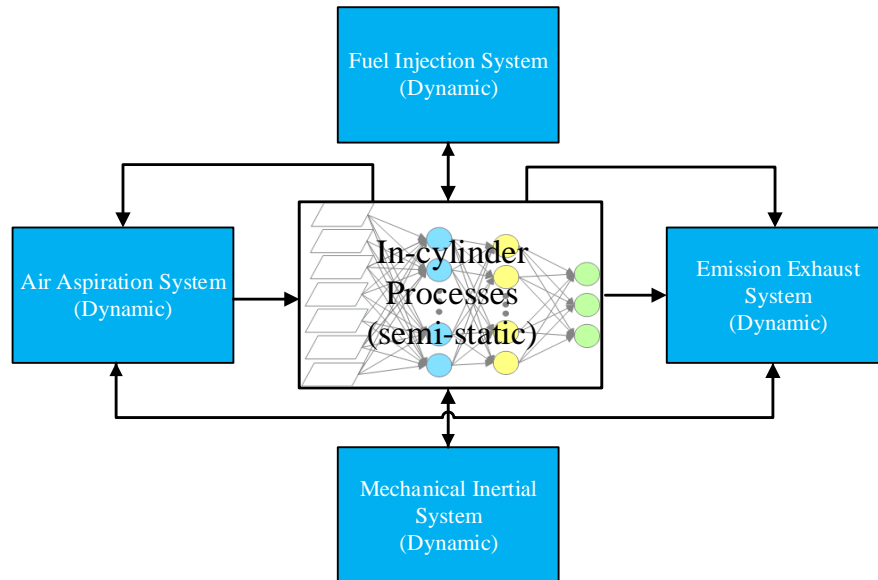 Fuel Injection System
(Dynamic)
Air Aspiration System
(Dynamic)
In-cylinder
Processes
(semi-static)
Emission Exhaust
System
(Dynamic)
Mechanical Inertial
System
(Dynamic)